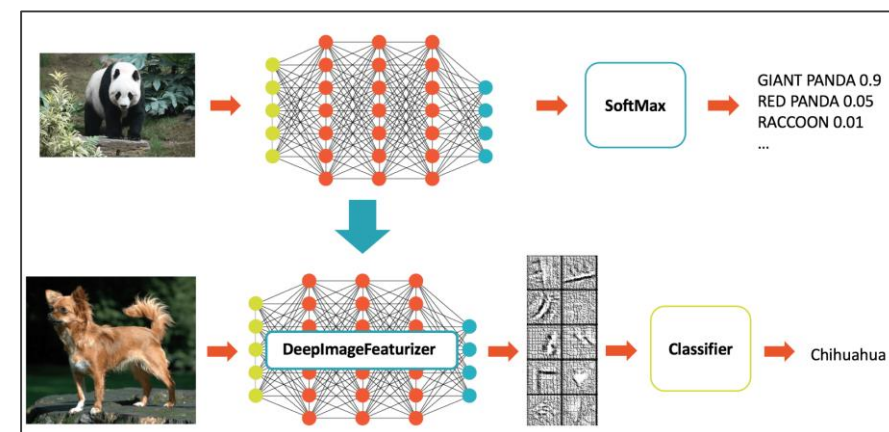 SoftMax
GIANT PANDA 0.9
RED PANDA 0.05
RACCOON 0.01
...
DeepImageFeaturizer
Classifier
Chihuahua